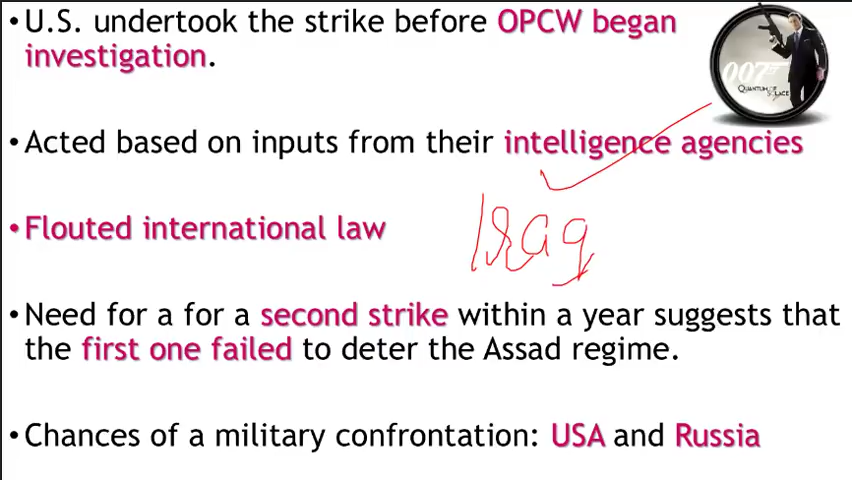 •U.S. undertook the strike before OPCW began
investigation.
007
QUANTUM OF
SOLACE
•Acted based on inputs from their intelligence agencies
Iraq
•Flouted international law
•Need for a for a second strike within a year suggests that
the first one failed to deter the Assad regime.
•Chances of a military confrontation: USA and Russia